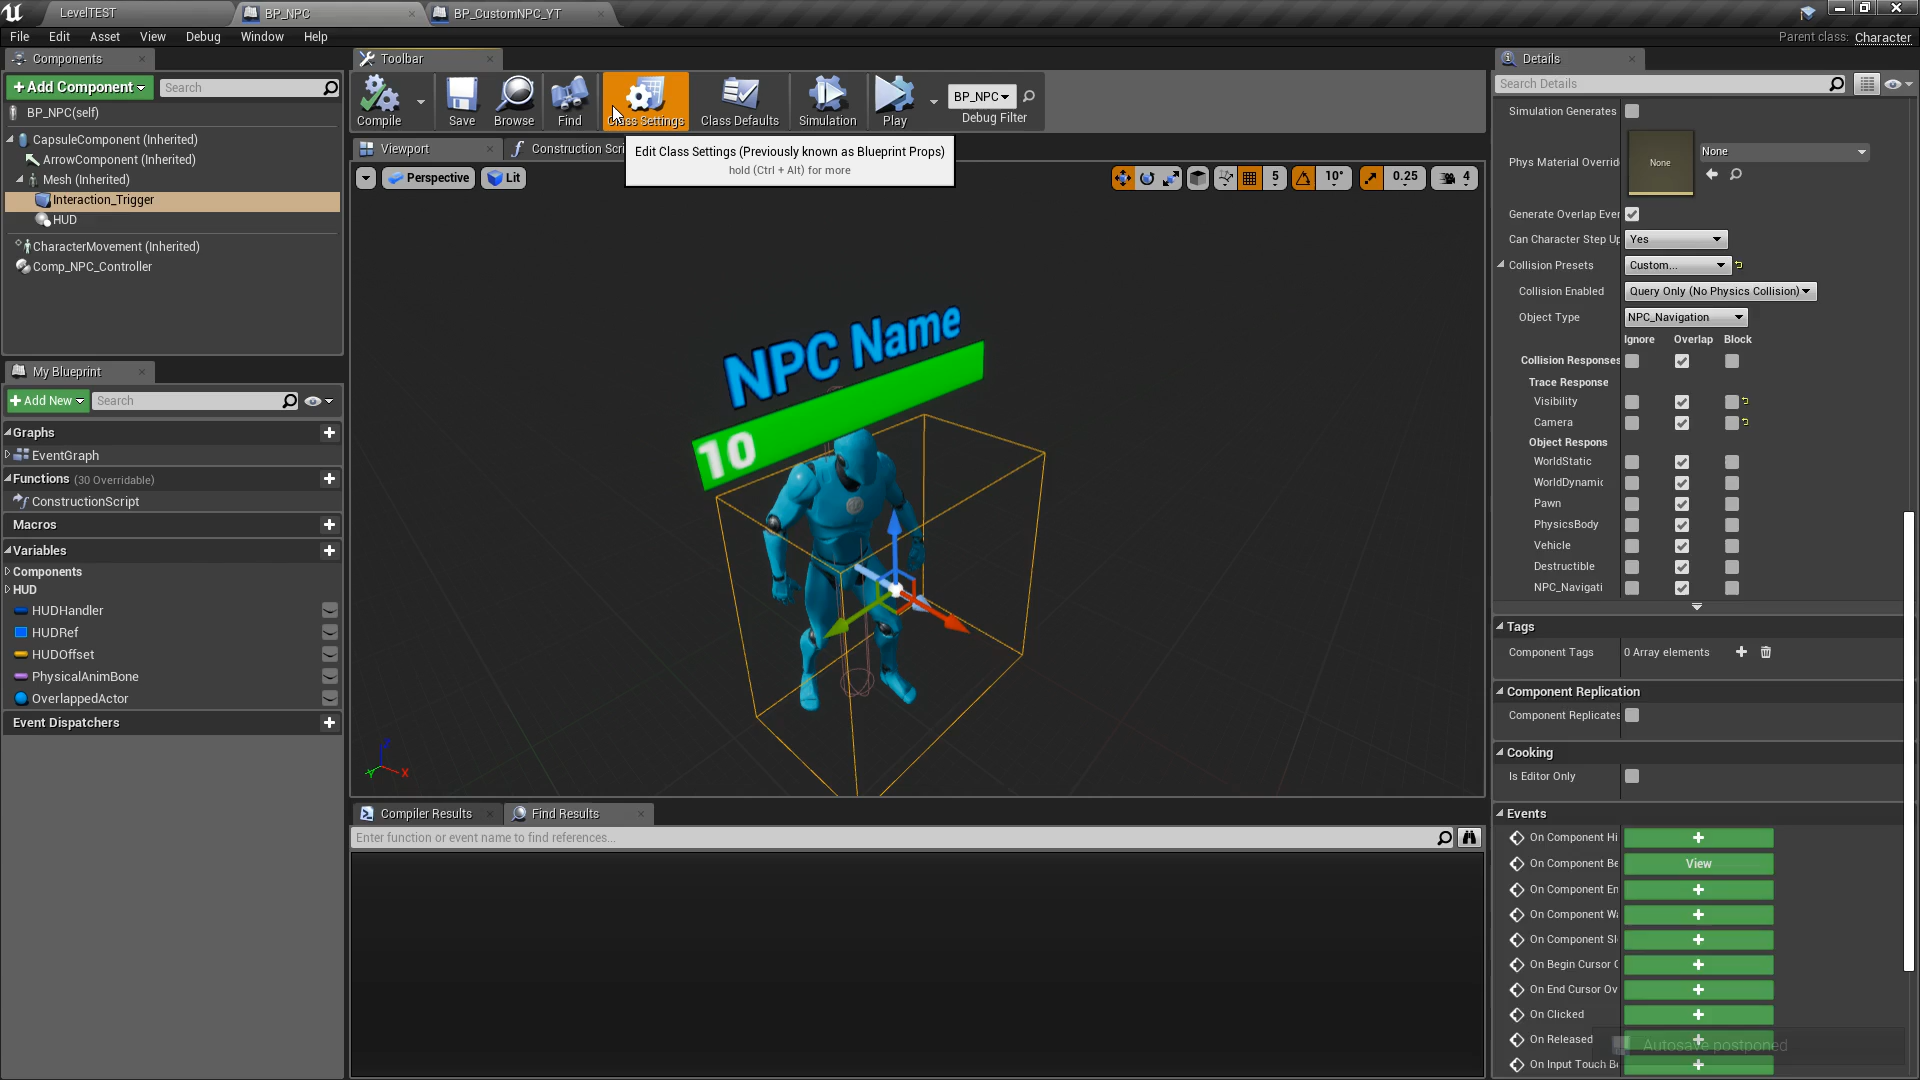 LevelTEST
BP_NPC
BP_CustomNPC_YT
File Edit Asset View Debug Window Help
Parent class: Character
Components
+Add Component
Search
BP_NPC(self)
CapsuleComponent (Inherited)
ArrowComponent (Inherited)
Mesh (Inherited)
Interaction_Trigger
HUD
CharacterMovement (Inherited)
Comp_NPC_Controller
My Blueprint
+Add New
Search
Graphs
EventGraph
Functions (30 Overridable)
ConstructionScript
Macros
Variables
Components
HUD
HUDHandler
HUDRef
HUDOffset
PhysicalAnimBone
OverlappedActor
Event Dispatchers
Toolbar
Compile
Save
Browse
Find
Class Settings
Class Defaults
Simulation
Play
BP_NPC
Debug Filter
Viewport
Construction Scri
Edit Class Settings (Previously known as Blueprint Props)
hold (Ctrl + Alt) for more
Perspective
Lit
5
10°
0.25
4
NPC Name
10
Z
Y
X
Compiler Results
Find Results
Enter function or event name to find references...
Details
Search Details
Simulation Generates
Phys Material Overrid
None
None
Generate Overlap Ever
Can Character Step Up
Yes
Collision Presets
Custom...
Collision Enabled
Query Only (No Physics Collision)
Object Type
NPC_Navigation
Ignore Overlap Block
Collision Responses
Trace Response
Visibility
Camera
Object Respons
WorldStatic
WorldDynamic
Pawn
PhysicsBody
Vehicle
Destructible
NPC_Navigati
Tags
Component Tags
0 Array elements
Component Replication
Component Replicates
Cooking
Is Editor Only
Events
On Component Hi
On Component Be
View
On Component En
On Component Wa
On Component Sl
On Begin Cursor O
On End Cursor Ov
On Clicked
On Released
Autosave postponed
On Input Touch Be